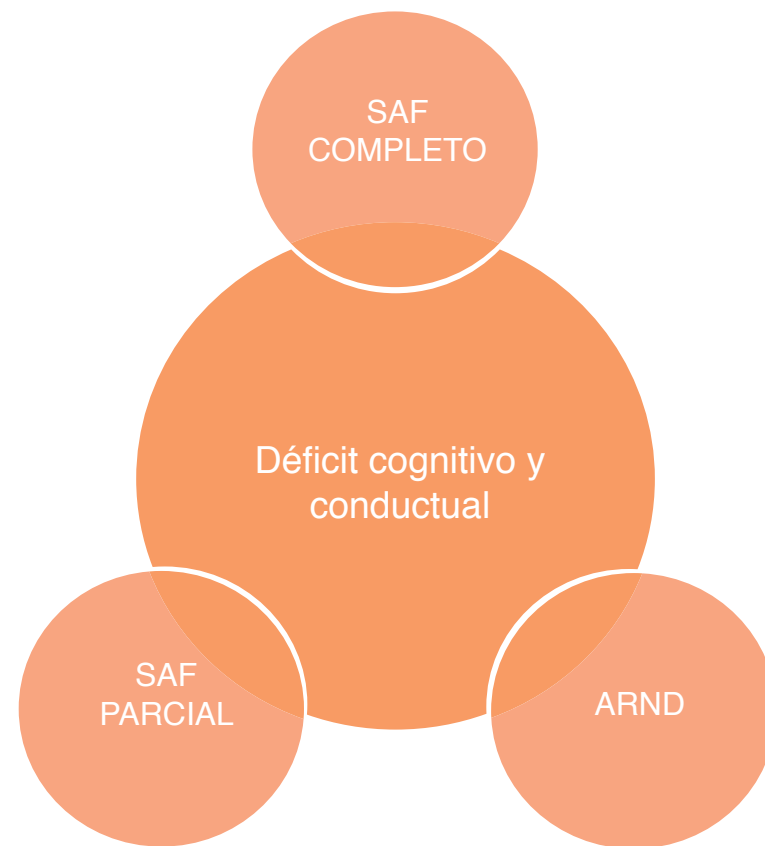 SAF
COMPLETO
Déficit cognitivo y
conductual
SAF
PARCIAL
ARND